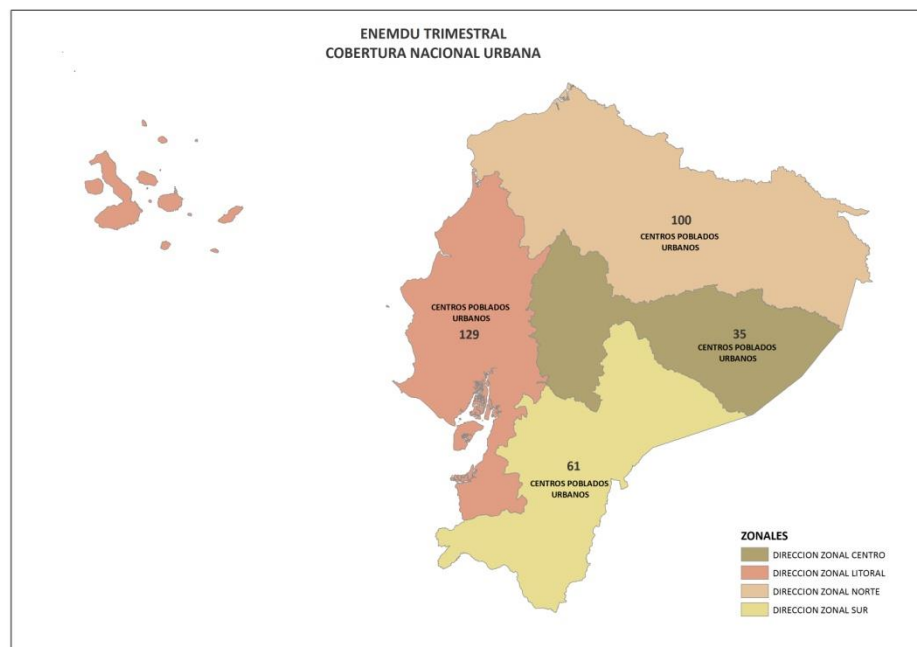 ENEMDU TRIMESTRAL
COBERTURA NACIONAL URBANA
100
CENTROS POBLADOS
URBANOS
CENTROS POBLADOS
URBANOS
129
35
CENTROS POBLADOS
URBANOS
61
CENTROS POBLADOS
URBANOS
ZONALES
DIRECCION ZONAL CENTRO
DIRECCION ZONAL LITORAL
DIRECCION ZONAL NORTE
DIRECCION ZONAL SUR